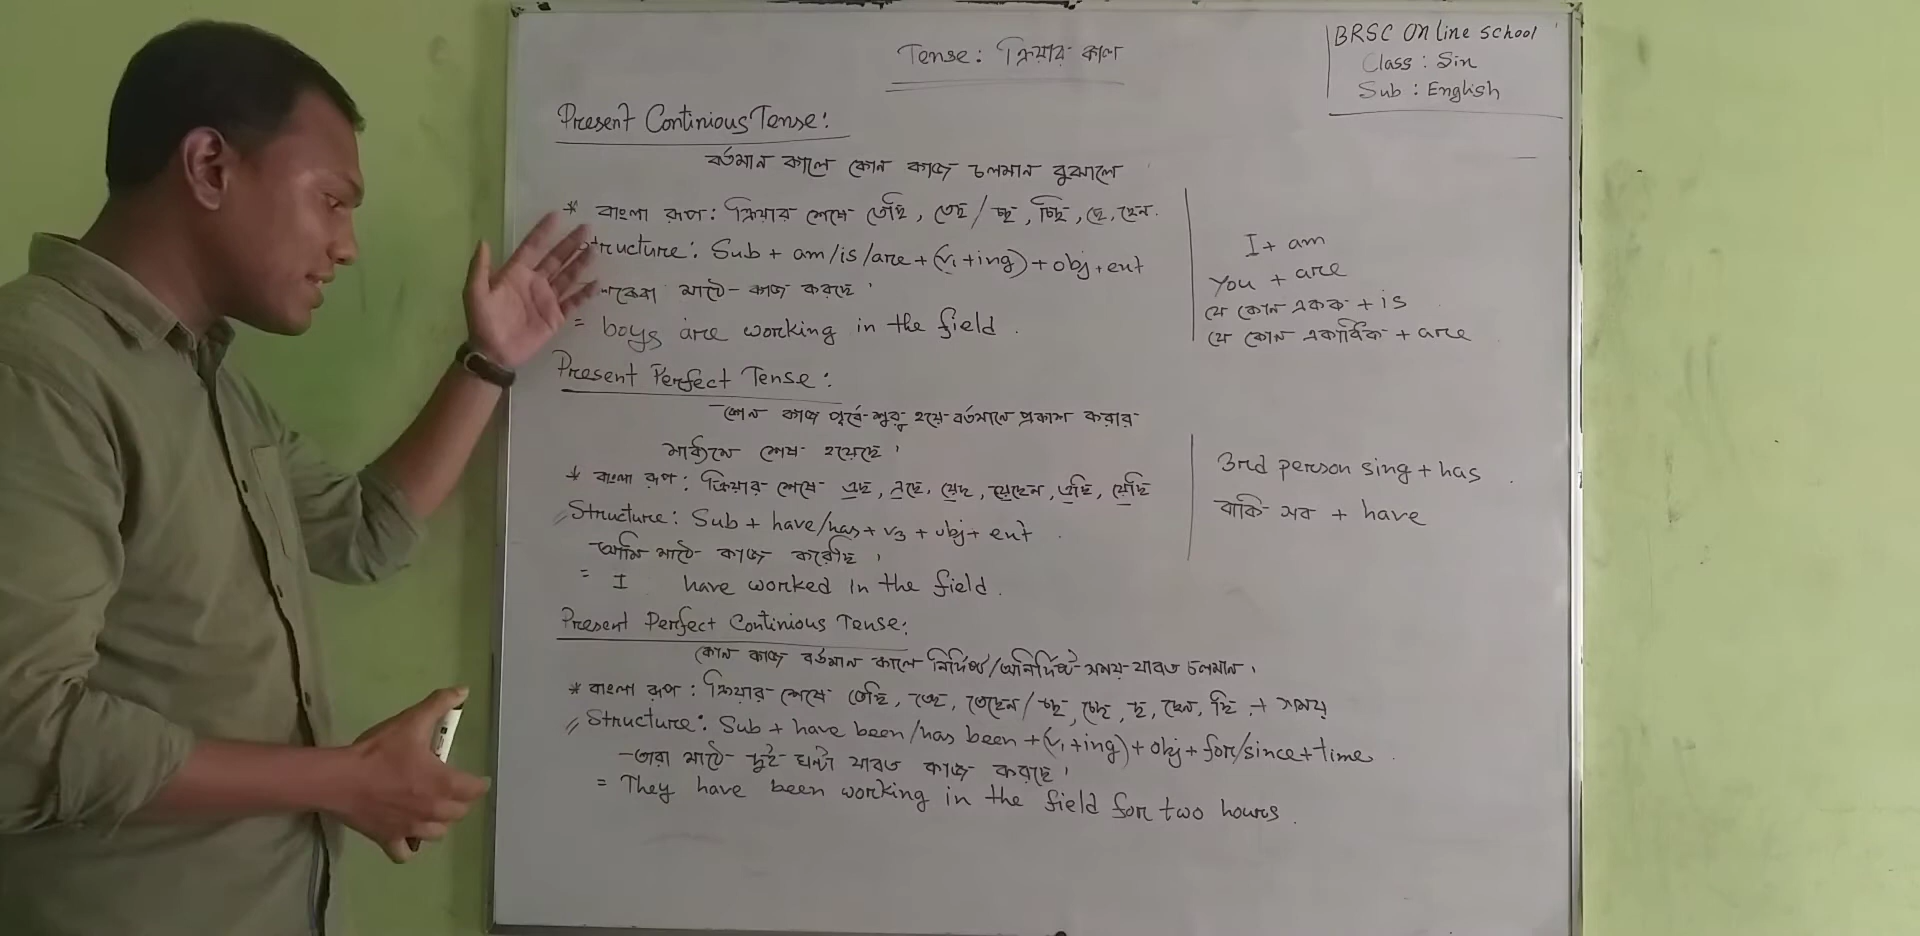 Tense: ক্রিয়ার কাল
BRSC Online School
Class : Six
Sub : English
Present Continious Tense:
বর্তমান কালে কোন কাজ চলমান বুঝালে
* বাংলা রূপ: ক্রিয়ার শেষে তেছি, তেছ / চ্ছ, চ্ছি, ছে, ছেন.
Structure: Sub + am/is/are + (v₁+ing) + obj + ext
মাঠে কাজ করছে।
= boys are working in the field.
I + am
You + are
যে কোন একক + is
যে কোন একাধিক + are
Present Perfect Tense:
কোন কাজ পূর্বে শুরু হয়ে বর্তমানে প্রকাশ করার
মাধ্যমে শেষ হয়েছে।
* বাংলা রূপ: ক্রিয়ার শেষে এছ, এছে, য়েছ, য়েছেন, এছি, য়েছি
Structure: Sub + have/has + v₃ + obj + ext.
আমি মাঠে কাজ করেছি।
= I have worked in the field.
3rd person sing + has
বাকি সব + have
Present Perfect Continious Tense:
কোন কাজ বর্তমান কালে নির্দিষ্ট/অনির্দিষ্ট সময় যাবত চলমান।
* বাংলা রূপ: ক্রিয়ার শেষে তেছি, তেছ, তেছেন / চ্ছ, চ্ছে, ছ, ছেন, ছি + সময়
Structure: Sub + have been/has been + (v₁+ing) + obj + for/since + time
তারা মাঠে দুই ঘন্টা যাবত কাজ করছে।
= They have been working in the field for two hours.